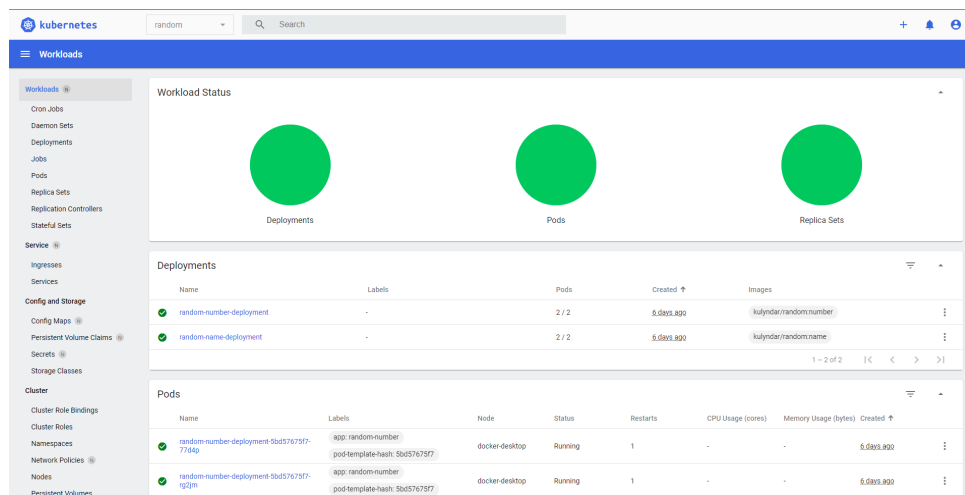 kubernetes
random
Search
Workloads
Workloads N
Cron Jobs
Daemon Sets
Deployments
Jobs
Pods
Replica Sets
Replication Controllers
Stateful Sets
Service N
Ingresses
Services
Config and Storage
Config Maps N
Persistent Volume Claims N
Secrets N
Storage Classes
Cluster
Cluster Role Bindings
Cluster Roles
Namespaces
Network Policies N
Nodes
Persistent Volumes
Workload Status
Deployments Pods Replica Sets
Deployments
Name Labels Pods Created Images
random-number-deployment - 2 / 2 6 days ago kulyndar/random:number
random-name-deployment - 2 / 2 6 days ago kulyndar/random:name
1 – 2 of 2
Pods
Name Labels Node Status Restarts CPU Usage (cores) Memory Usage (bytes) Created
random-number-deployment-5bd57675f7-77d4p app: random-number pod-template-hash: 5bd57675f7 docker-desktop Running 1 - - 6 days ago
random-number-deployment-5bd57675f7-rg2jm app: random-number pod-template-hash: 5bd57675f7 docker-desktop Running 1 - - 6 days ago